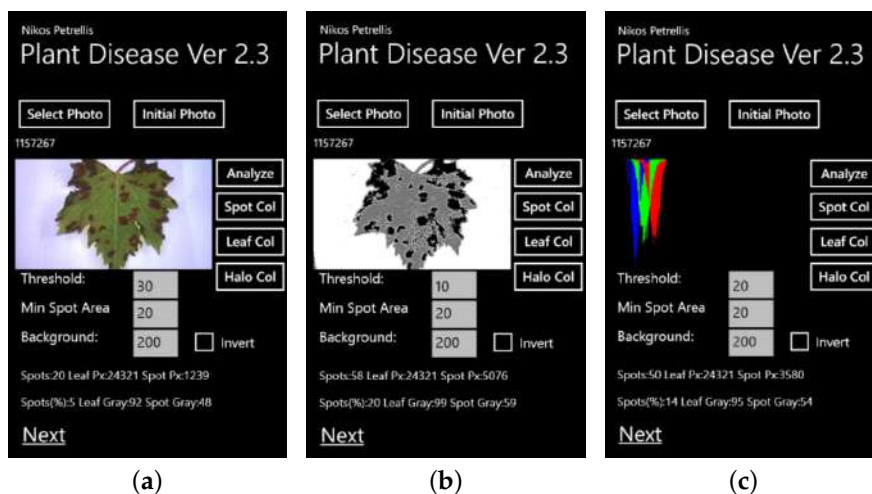 Nikos Petrellis
Plant Disease Ver 2.3
Select Photo Initial Photo
1157267
Analyze
Spot Col
Leaf Col
Halo Col
Threshold: 30
Min Spot Area 20
Background: 200 Invert
Spots:20 Leaf Px:24321 Spot Px:1239
Spots(%):5 Leaf Gray:92 Spot Gray:48
Next
(a)
Nikos Petrellis
Plant Disease Ver 2.3
Select Photo Initial Photo
1157267
Analyze
Spot Col
Leaf Col
Halo Col
Threshold: 10
Min Spot Area 20
Background: 200 Invert
Spots:58 Leaf Px:24321 Spot Px:5076
Spots(%):20 Leaf Gray:99 Spot Gray:59
Next
(b)
Nikos Petrellis
Plant Disease Ver 2.3
Select Photo Initial Photo
1157267
Analyze
Spot Col
Leaf Col
Halo Col
Threshold: 20
Min Spot Area 20
Background: 200 Invert
Spots:50 Leaf Px:24321 Spot Px:3580
Spots(%):14 Leaf Gray:95 Spot Gray:54
Next
(c)